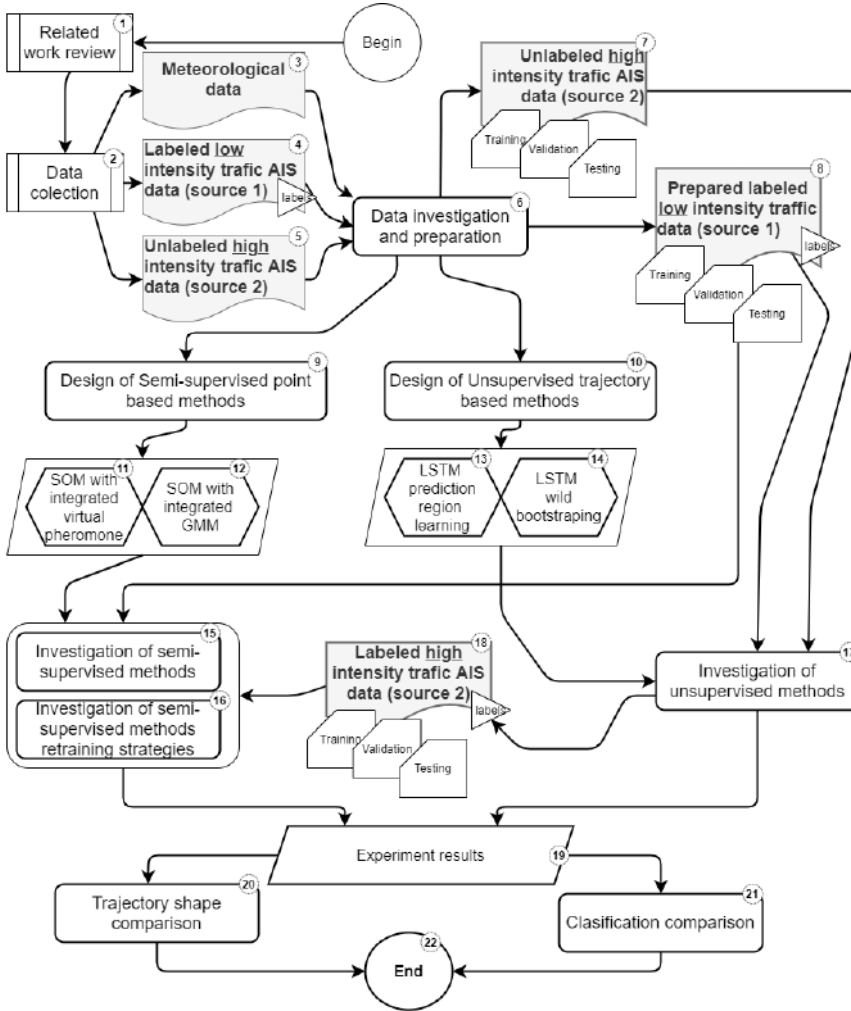 1
Related
work review
Begin
3
Meteorological
data
2
Data
colection
4
Labeled low
intensity trafic AIS
data (source 1)
labels
5
Unlabeled high
intensity trafic AIS
data (source 2)
6
Data investigation
and preparation
7
Unlabeled high
intensity trafic AIS
data (source 2)
Training
Validation
Testing
8
Prepared labeled
low intensity traffic
data (source 1)
labels
Training
Validation
Testing
9
Design of Semi-supervised point
based methods
10
Design of Unsupervised trajectory
based methods
11
SOM with
integrated
virtual
pheromone
12
SOM with
integrated
GMM
13
LSTM
prediction
region
learning
14
LSTM
wild
bootstraping
15
Investigation of semi-
supervised methods
16
Investigation of semi-
supervised methods
retraining strategies
18
Labeled high
intensity trafic AIS
data (source 2)
labels
Training
Validation
Testing
17
Investigation of
unsupervised methods
Experiment results
19
20
Trajectory shape
comparison
21
Clasification comparison
22
End